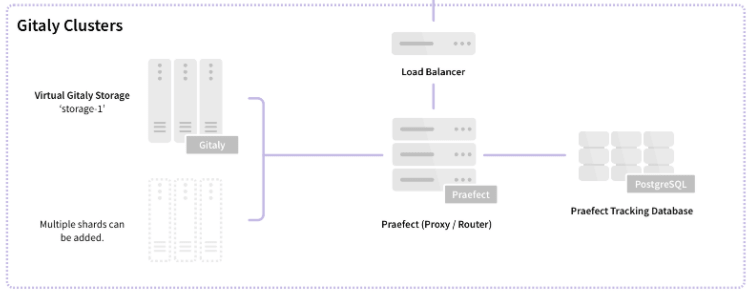 Gitaly Clusters
Load Balancer
Virtual Gitaly Storage
‘storage-1’
Gitaly
Praefect
PostgreSQL
Praefect Tracking Database
Multiple shards can
be added.
Praefect (Proxy / Router)